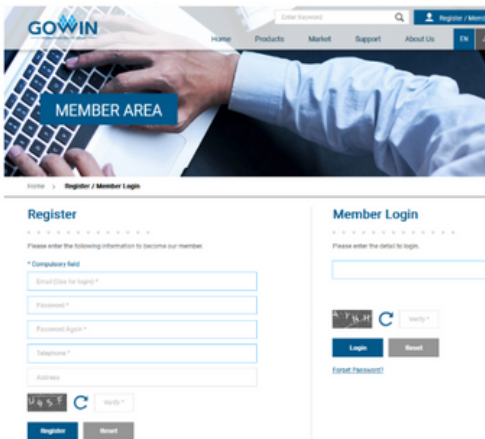 GOWIN
Enter Keyword
Register / Memb
Home Products Market Support About Us EN
MEMBER AREA
Home > Register / Member Login
Register
Please enter the following information to become our member.
* Compulsory field
Email (Use for login) *
Password *
Password Again *
Telephone *
Address
Verify *
Register Reset
Member Login
Please enter the detail to login.
Verify *
Login Reset
Forget Password?